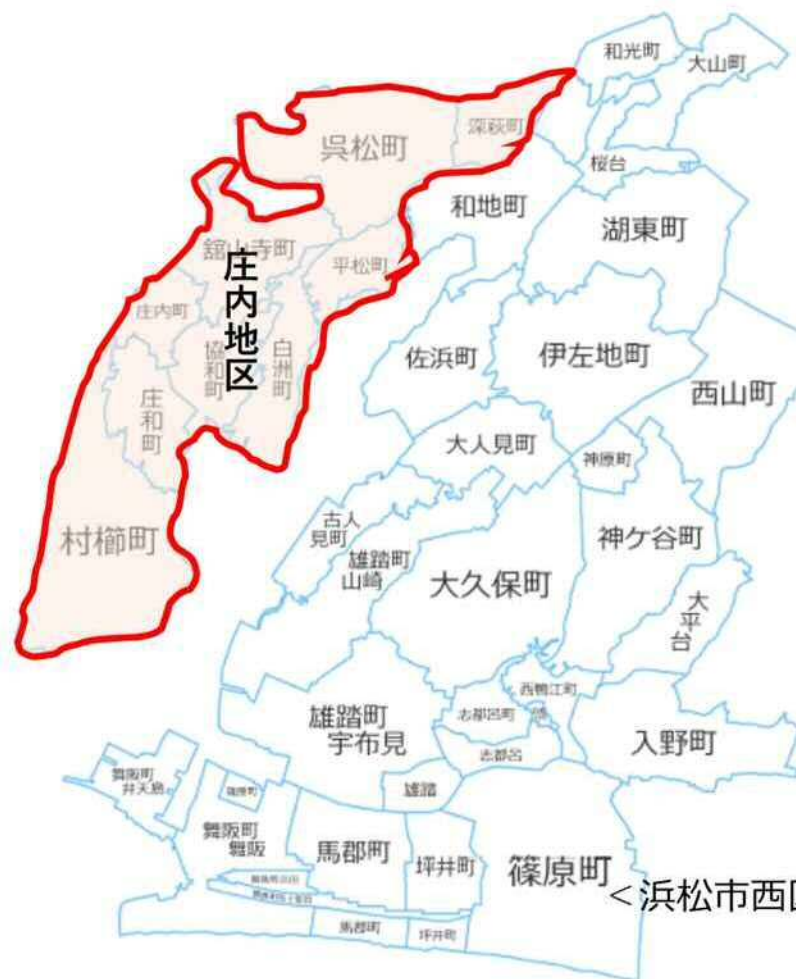 和光町
大山町
深萩町
呉松町
桜台
和地町
湖東町
舘山寺町
平松町
庄内地区
庄内町
協和町
白洲町
佐浜町
伊左地町
西山町
庄和町
大人見町
神原町
村櫛町
古人
見町
雄踏町
山崎
大久保町
神ケ谷町
大平台
西鴨江町
志都呂町
雄踏町
宇布見
入野町
志都呂
舞阪町
弁天島
篠原町
雄踏
舞阪町
舞阪
馬郡町
坪井町
篠原町
<浜松市西区
馬郡町
坪井町